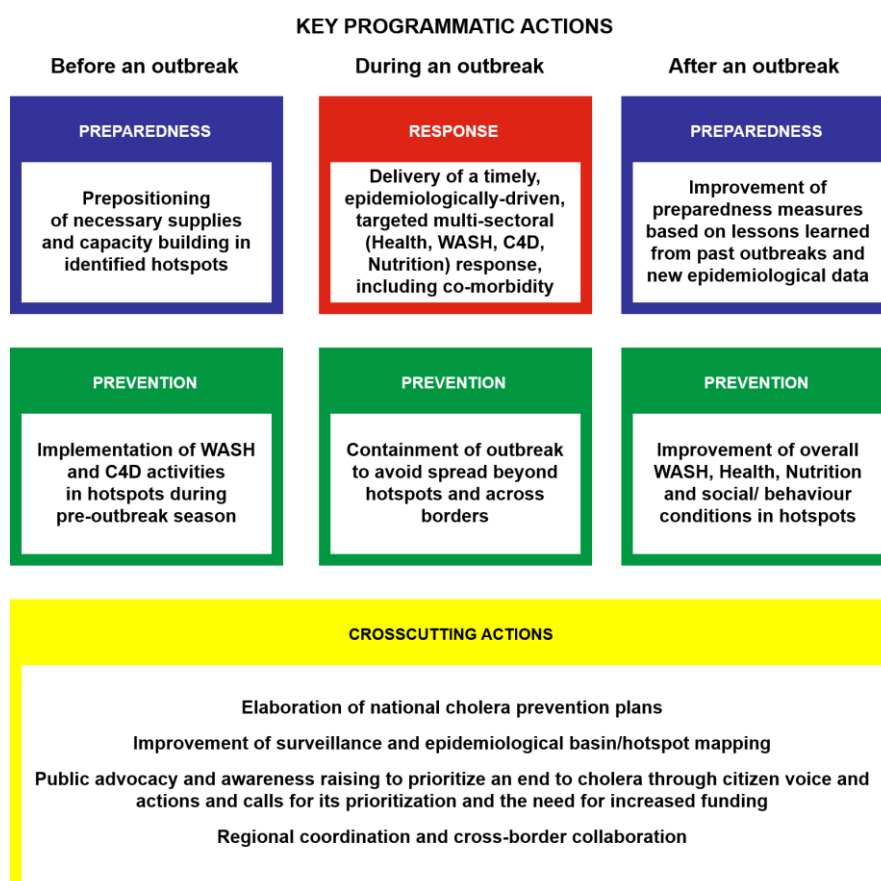 KEY PROGRAMMATIC ACTIONS
Before an outbreak
During an outbreak
After an outbreak
PREPAREDNESS
Prepositioning
of necessary supplies
and capacity building in
identified hotspots
RESPONSE
Delivery of a timely,
epidemiologically-driven,
targeted multi-sectoral
(Health, WASH, C4D,
Nutrition) response,
including co-morbidity
PREPAREDNESS
Improvement of
preparedness measures
based on lessons learned
from past outbreaks and
new epidemiological data
PREVENTION
Implementation of WASH
and C4D activities
in hotspots during
pre-outbreak season
PREVENTION
Containment of outbreak
to avoid spread beyond
hotspots and across
borders
PREVENTION
Improvement of overall
WASH, Health, Nutrition
and social/ behaviour
conditions in hotspots
CROSSCUTTING ACTIONS
Elaboration of national cholera prevention plans
Improvement of surveillance and epidemiological basin/hotspot mapping
Public advocacy and awareness raising to prioritize an end to cholera through citizen voice and
actions and calls for its prioritization and the need for increased funding
Regional coordination and cross-border collaboration